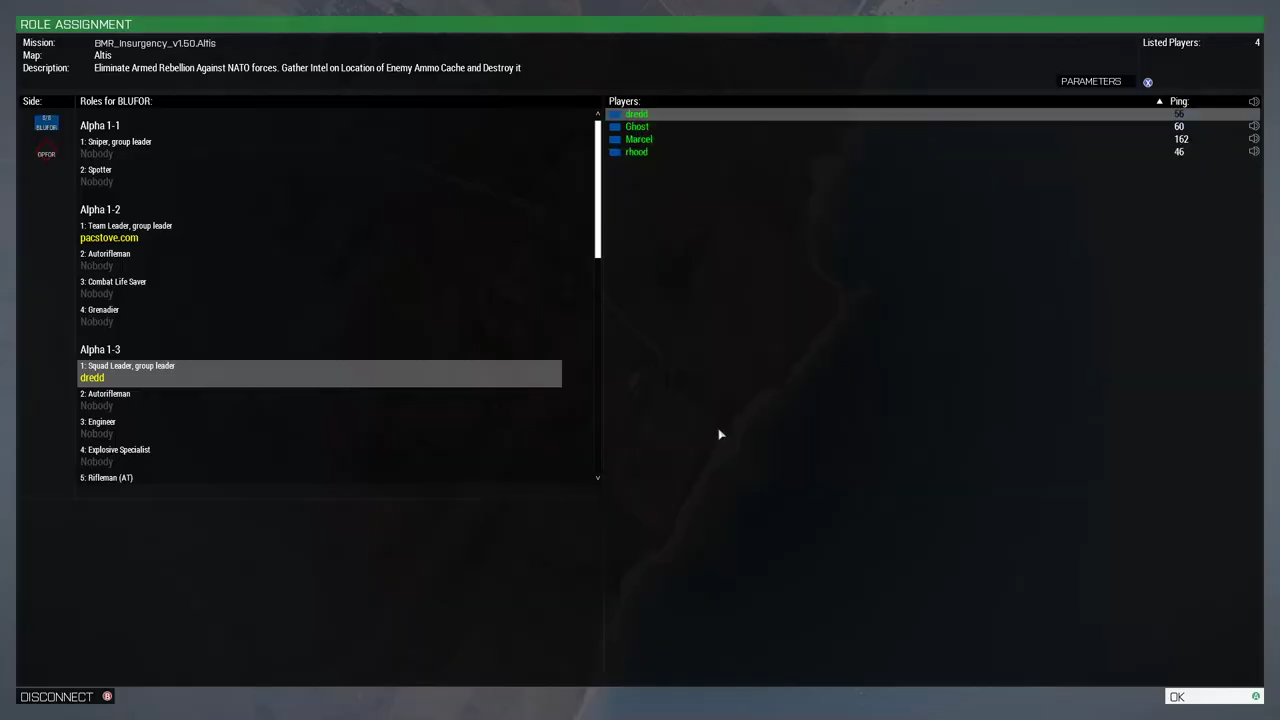 ROLE ASSIGNMENT
Mission: BMR_Insurgency_v1.50.Altis
Listed Players: 4
Map: Altis
Description: Eliminate Armed Rebellion Against NATO forces. Gather Intel on Location of Enemy Ammo Cache and Destroy it
PARAMETERS X
Side:
BLUFOR
OPFOR
Roles for BLUFOR:
Alpha 1-1
1: Sniper, group leader
Nobody
2: Spotter
Nobody
Alpha 1-2
1: Team Leader, group leader
pacstove.com
2: Autorifleman
Nobody
3: Combat Life Saver
Nobody
4: Grenadier
Nobody
Alpha 1-3
1: Squad Leader, group leader
dredd
2: Autorifleman
Nobody
3: Engineer
Nobody
4: Explosive Specialist
Nobody
5: Rifleman (AT)
Players: Ping:
dredd 56
Ghost 60
Marcel 162
rhood 46
DISCONNECT B
OK A